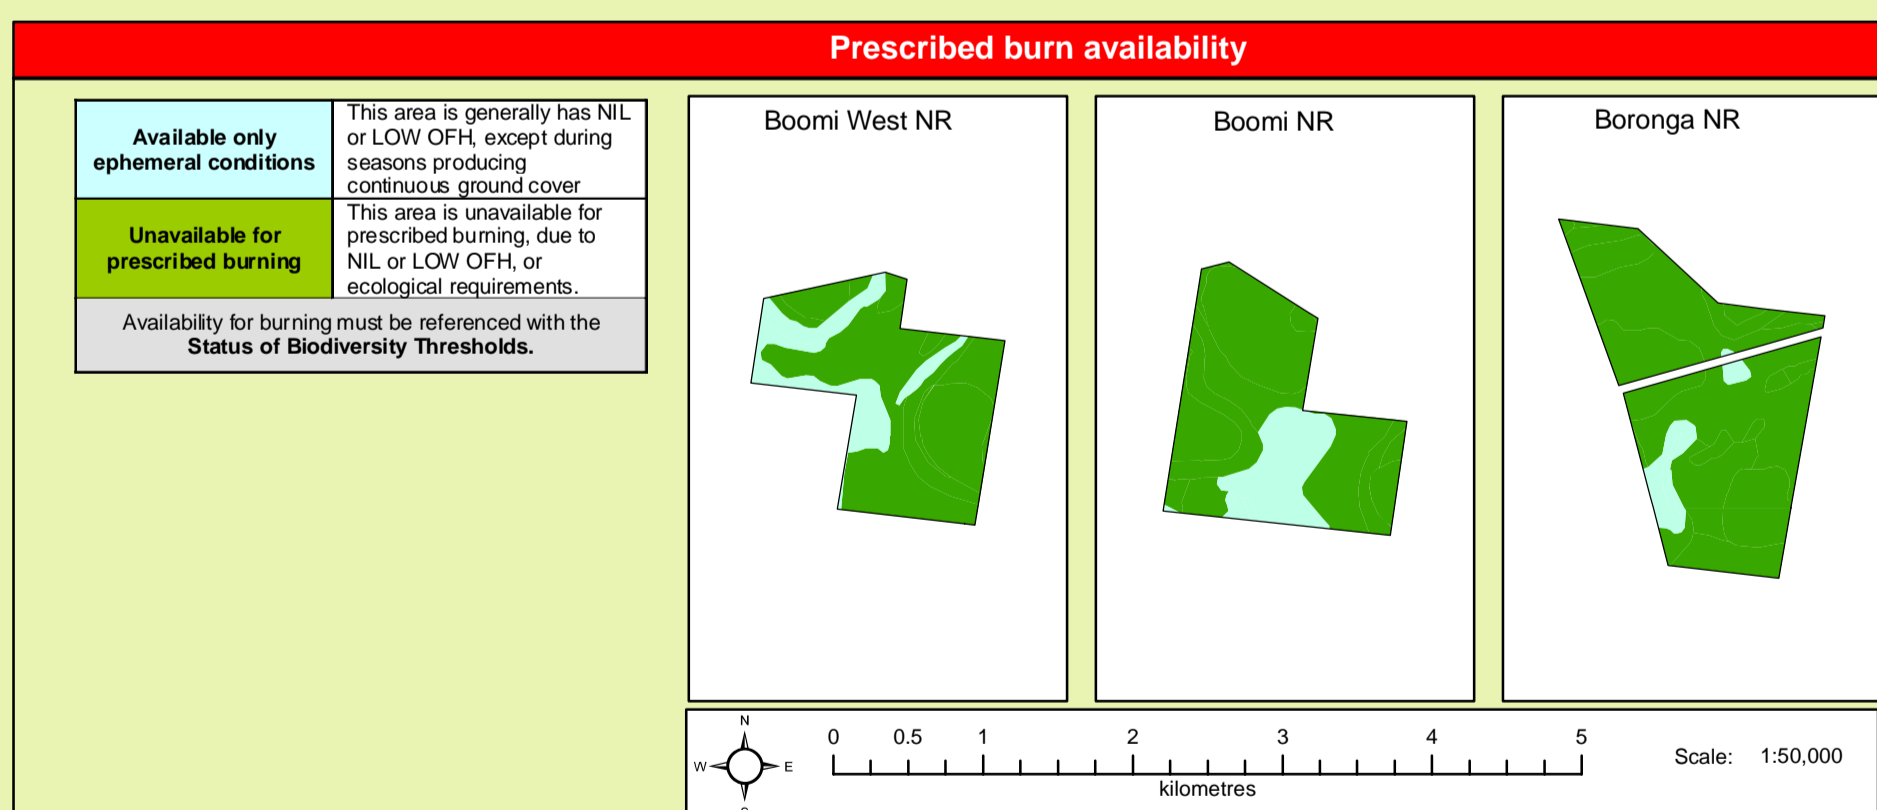 Prescribed burn availability
Available only
ephemeral conditions
This area is generally has NIL
or LOW OFH, except during
seasons producing
continuous ground cover
Unavailable for
prescribed burning
This area is unavailable for
prescribed burning, due to
NIL or LOW OFH, or
ecological requirements.
Availability for burning must be referenced with the
Status of Biodiversity Thresholds.
Boomi West NR
Boomi NR
Boronga NR
N
W E
0 0.5 1 2 3 4 5
kilometres
Scale: 1:50,000